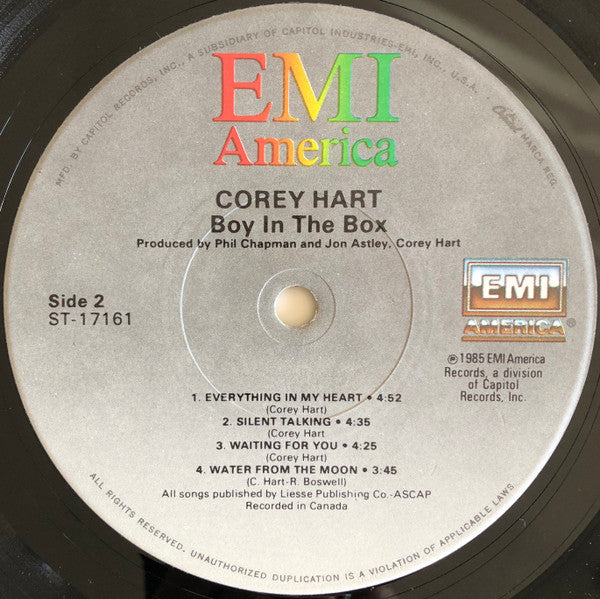 MFD. BY CAPITOL RECORDS, INC., A SUBSIDIARY OF CAPITOL INDUSTRIES-EMI, INC., U.S.A.
Capitol MARCA REG.
EMI
America
COREY HART
Boy In The Box
Produced by Phil Chapman and Jon Astley, Corey Hart
Side 2
ST-17161
EMI
AMERICA®
℗1985 EMI America
Records, a division
of Capitol
Records, Inc.
1. EVERYTHING IN MY HEART • 4:52
(Corey Hart)
2. SILENT TALKING • 4:35
(Corey Hart
3. WAITING FOR YOU • 4:25
(Corey Hart)
4. WATER FROM THE MOON • 3:45
(C. Hart-R. Boswell)
All songs published by Liesse Publishing Co.-ASCAP
Recorded in Canada
ALL RIGHTS RESERVED. UNAUTHORIZED DUPLICATION IS A VIOLATION OF APPLICABLE LAWS.